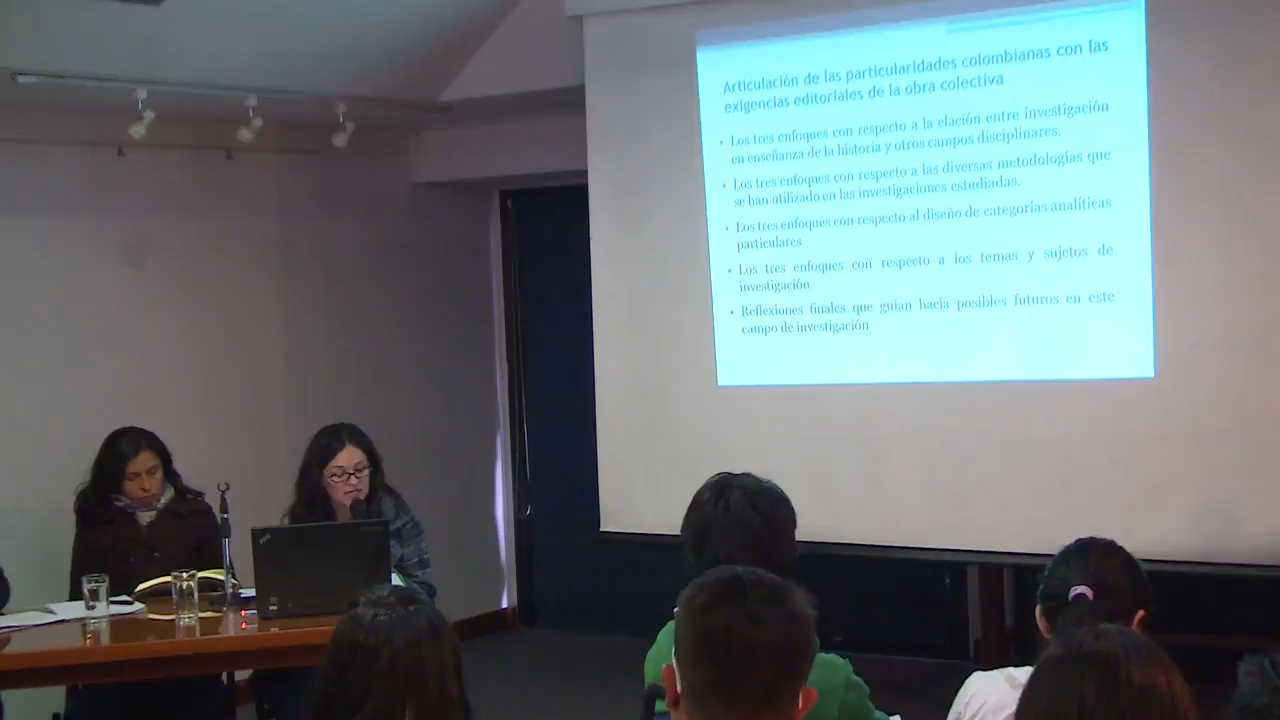 Articulación de las particularidades colombianas con las
exigencias editoriales de la obra colectiva
• Los tres enfoques con respecto a la elación entre investigación
en enseñanza de la historia y otros campos disciplinares.
• Los tres enfoques con respecto a las diversas metodologías que
se han utilizado en las investigaciones estudiadas.
• Los tres enfoques con respecto al diseño de categorías analíticas
particulares
• Los tres enfoques con respecto a los temas y sujetos de
investigación
• Reflexiones finales que guían hacia posibles futuros en este
campo de investigación